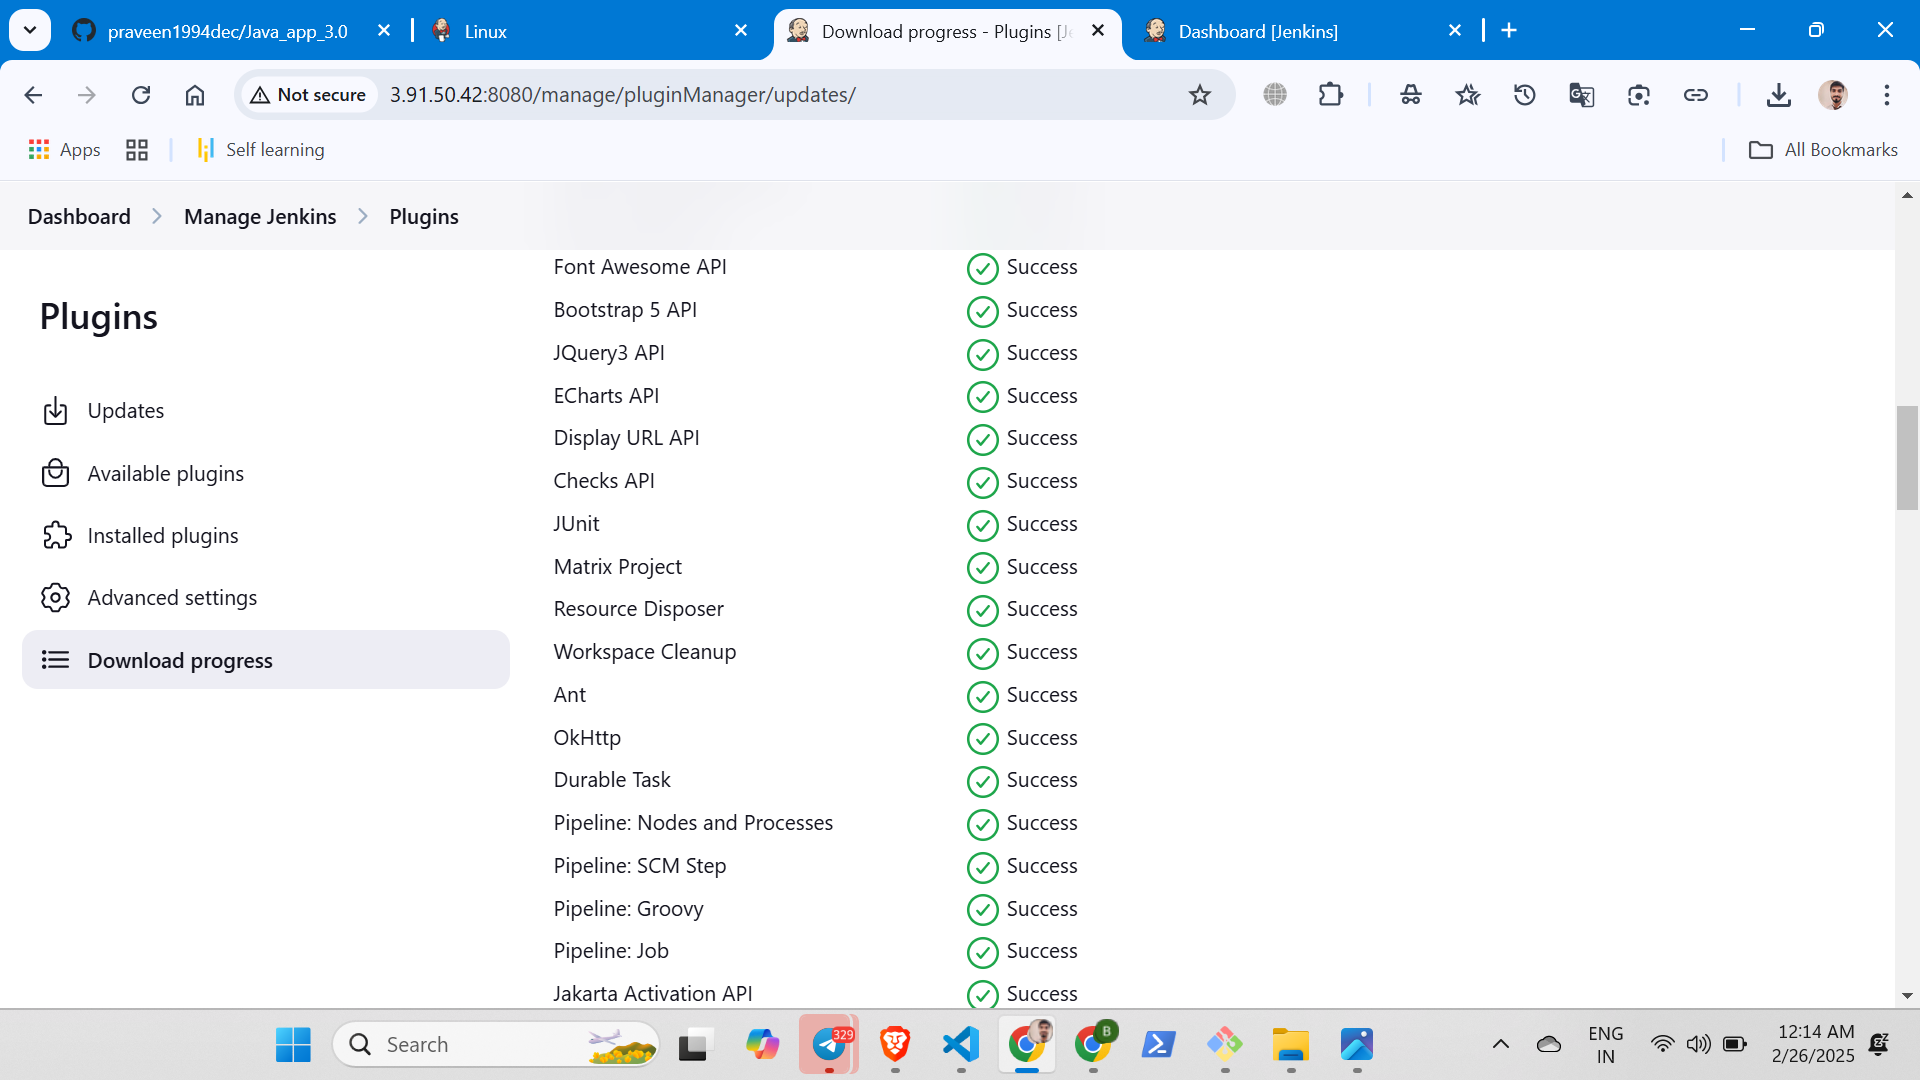 praveen1994dec/Java_app_3.0
Linux
Download progress - Plugins [Je
Dashboard [Jenkins]
Not secure
3.91.50.42:8080/manage/pluginManager/updates/
Apps
Self learning
All Bookmarks
Dashboard
Manage Jenkins
Plugins
Plugins
Updates
Available plugins
Installed plugins
Advanced settings
Download progress
Font Awesome API Success
Bootstrap 5 API Success
JQuery3 API Success
ECharts API Success
Display URL API Success
Checks API Success
JUnit Success
Matrix Project Success
Resource Disposer Success
Workspace Cleanup Success
Ant Success
OkHttp Success
Durable Task Success
Pipeline: Nodes and Processes Success
Pipeline: SCM Step Success
Pipeline: Groovy Success
Pipeline: Job Success
Jakarta Activation API Success
Search
329
B
ENG
IN
12:14 AM
2/26/2025